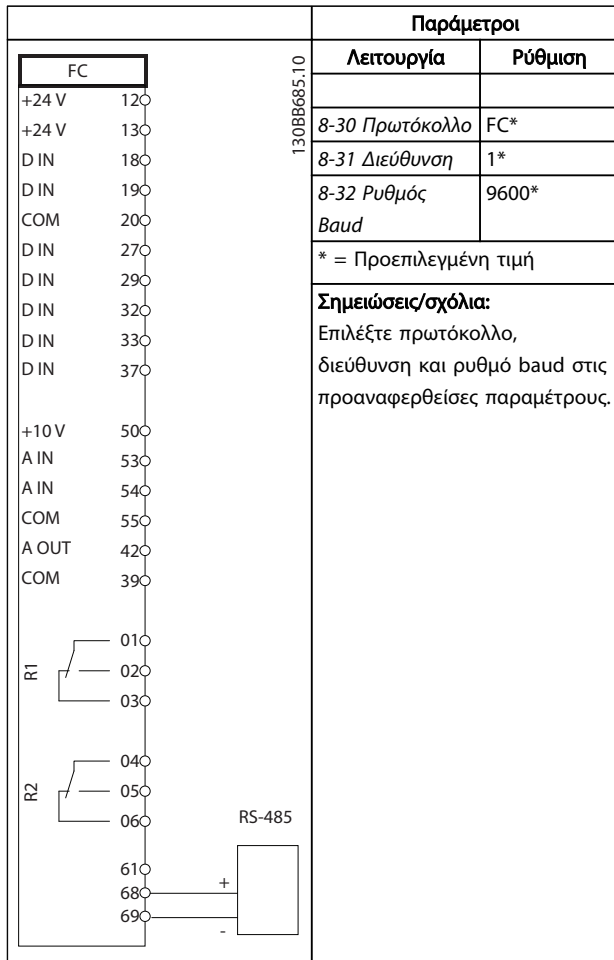 Παράμετροι
Λειτουργία Ρύθμιση
8-30 Πρωτόκολλο FC*
8-31 Διεύθυνση 1*
8-32 Ρυθμός 9600*
Baud
* = Προεπιλεγμένη τιμή
Σημειώσεις/σχόλια:
Επιλέξτε πρωτόκολλο,
διεύθυνση και ρυθμό baud στις
προαναφερθείσες παραμέτρους.
FC
130BB685.10
+24 V 12
+24 V 13
D IN 18
D IN 19
COM 20
D IN 27
D IN 29
D IN 32
D IN 33
D IN 37
+10 V 50
A IN 53
A IN 54
COM 55
A OUT 42
COM 39
R1
01
02
03
R2
04
05
06
RS-485
61
68 +
69 -